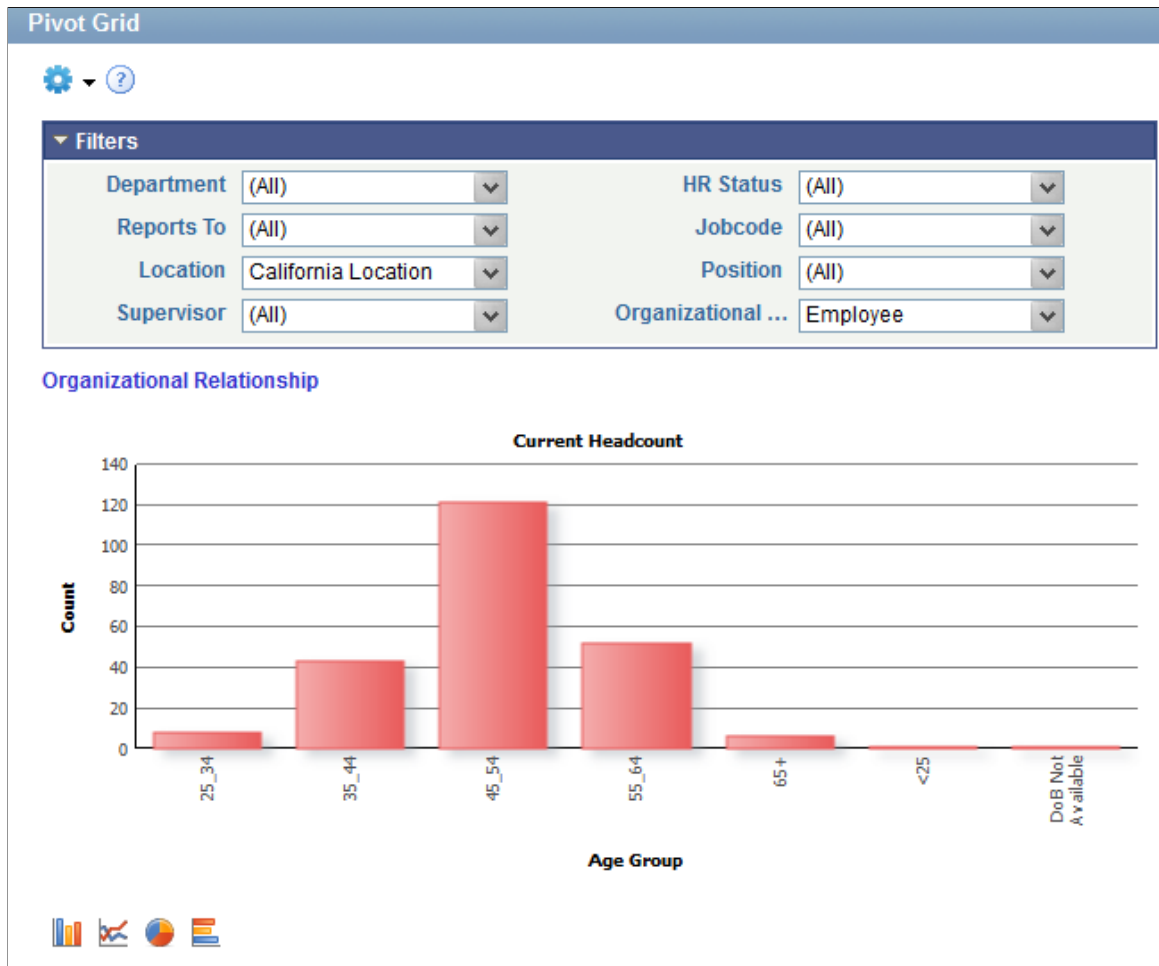 Pivot Grid
?
Filters
Department (All) HR Status (All)
Reports To (All) Jobcode (All)
Location California Location Position (All)
Supervisor (All) Organizational ... Employee
Organizational Relationship
Current Headcount
140
120
100
80
60
40
20
0
Count
25_34 35_44 45_54 55_64 65+ <25 DoB Not
Available
Age Group